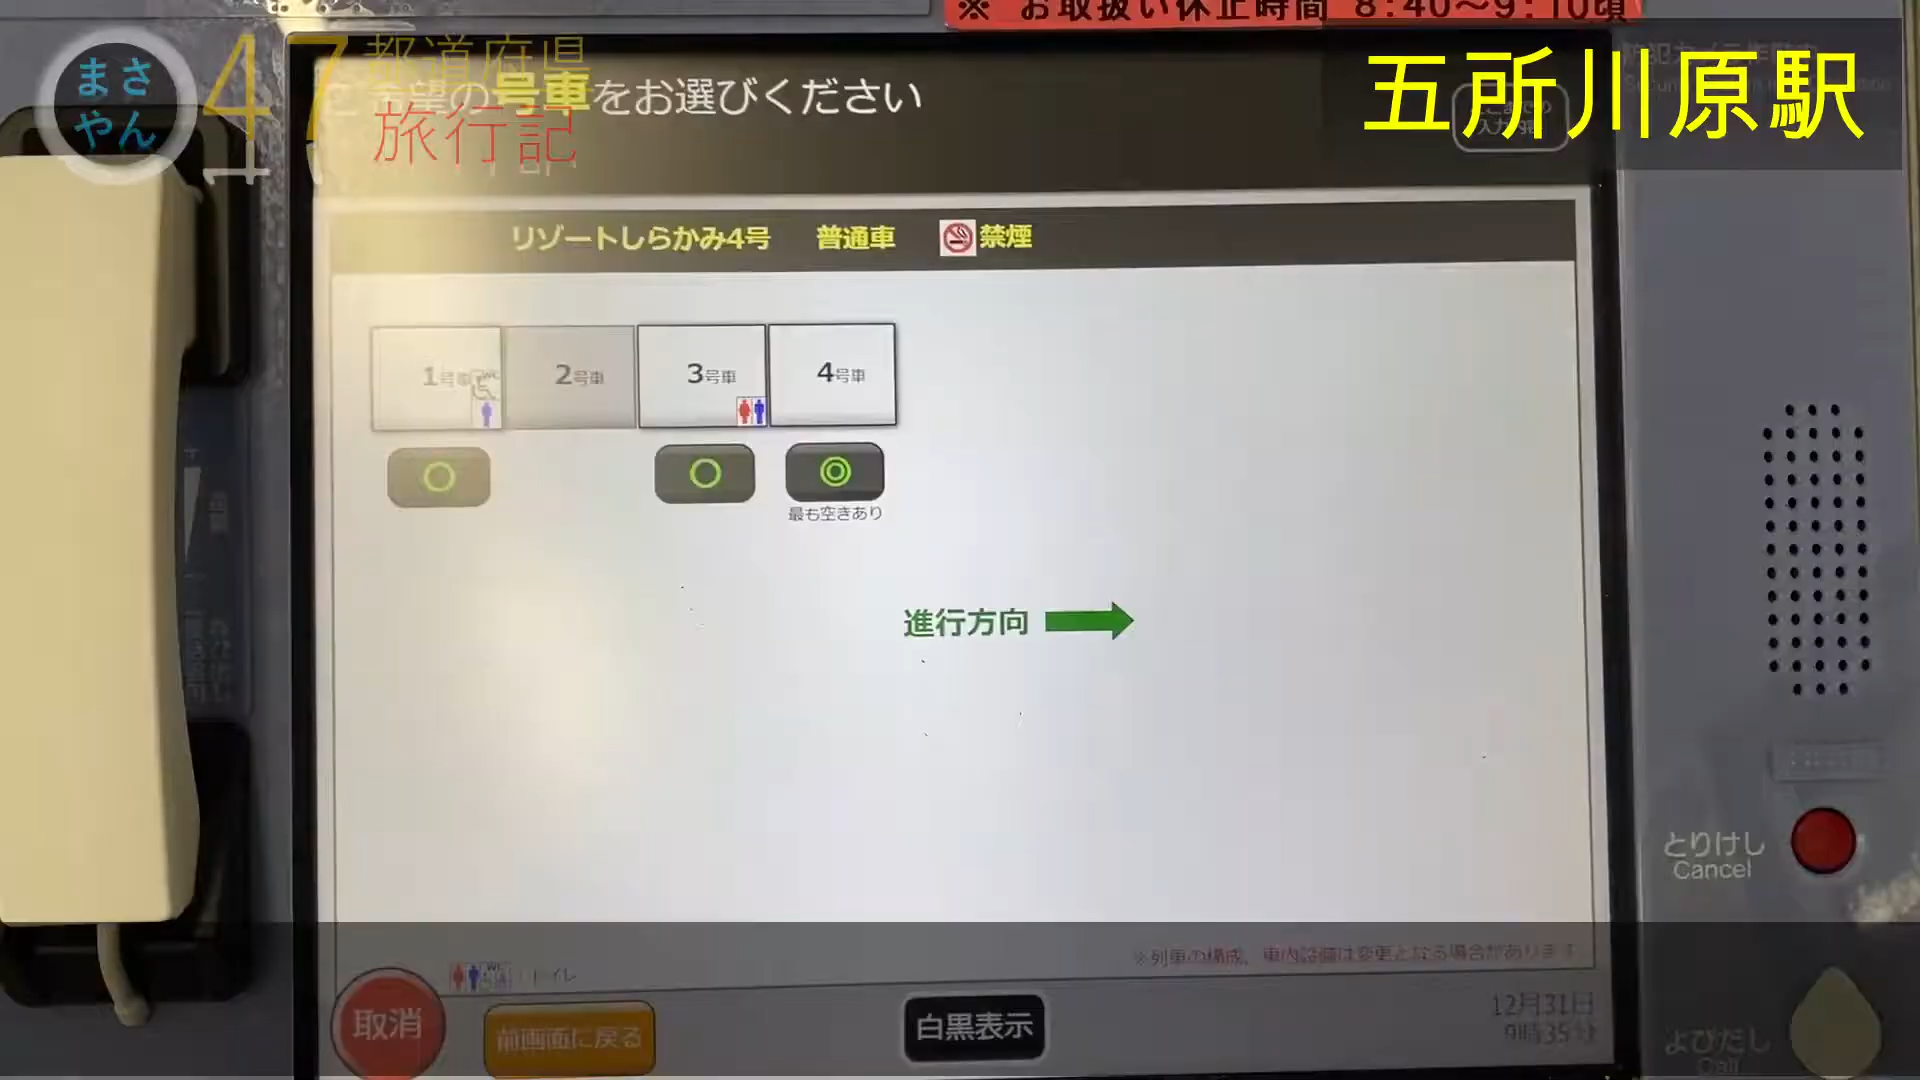 ※ お取扱い休止時間 8:40～9:10頃
まさ
やん
47
都道府県
旅行記
五所川原駅
希望の号車をお選びください
リゾートしらかみ4号 普通車 禁煙
1号車 2号車 3号車 4号車
最も空きあり
進行方向
とりけし
Cancel
※列車の構成、車内設備は変更となる場合があります
トイレ
取消
前画面に戻る
白黒表示
12月31日
9時35分
よびだし
Call